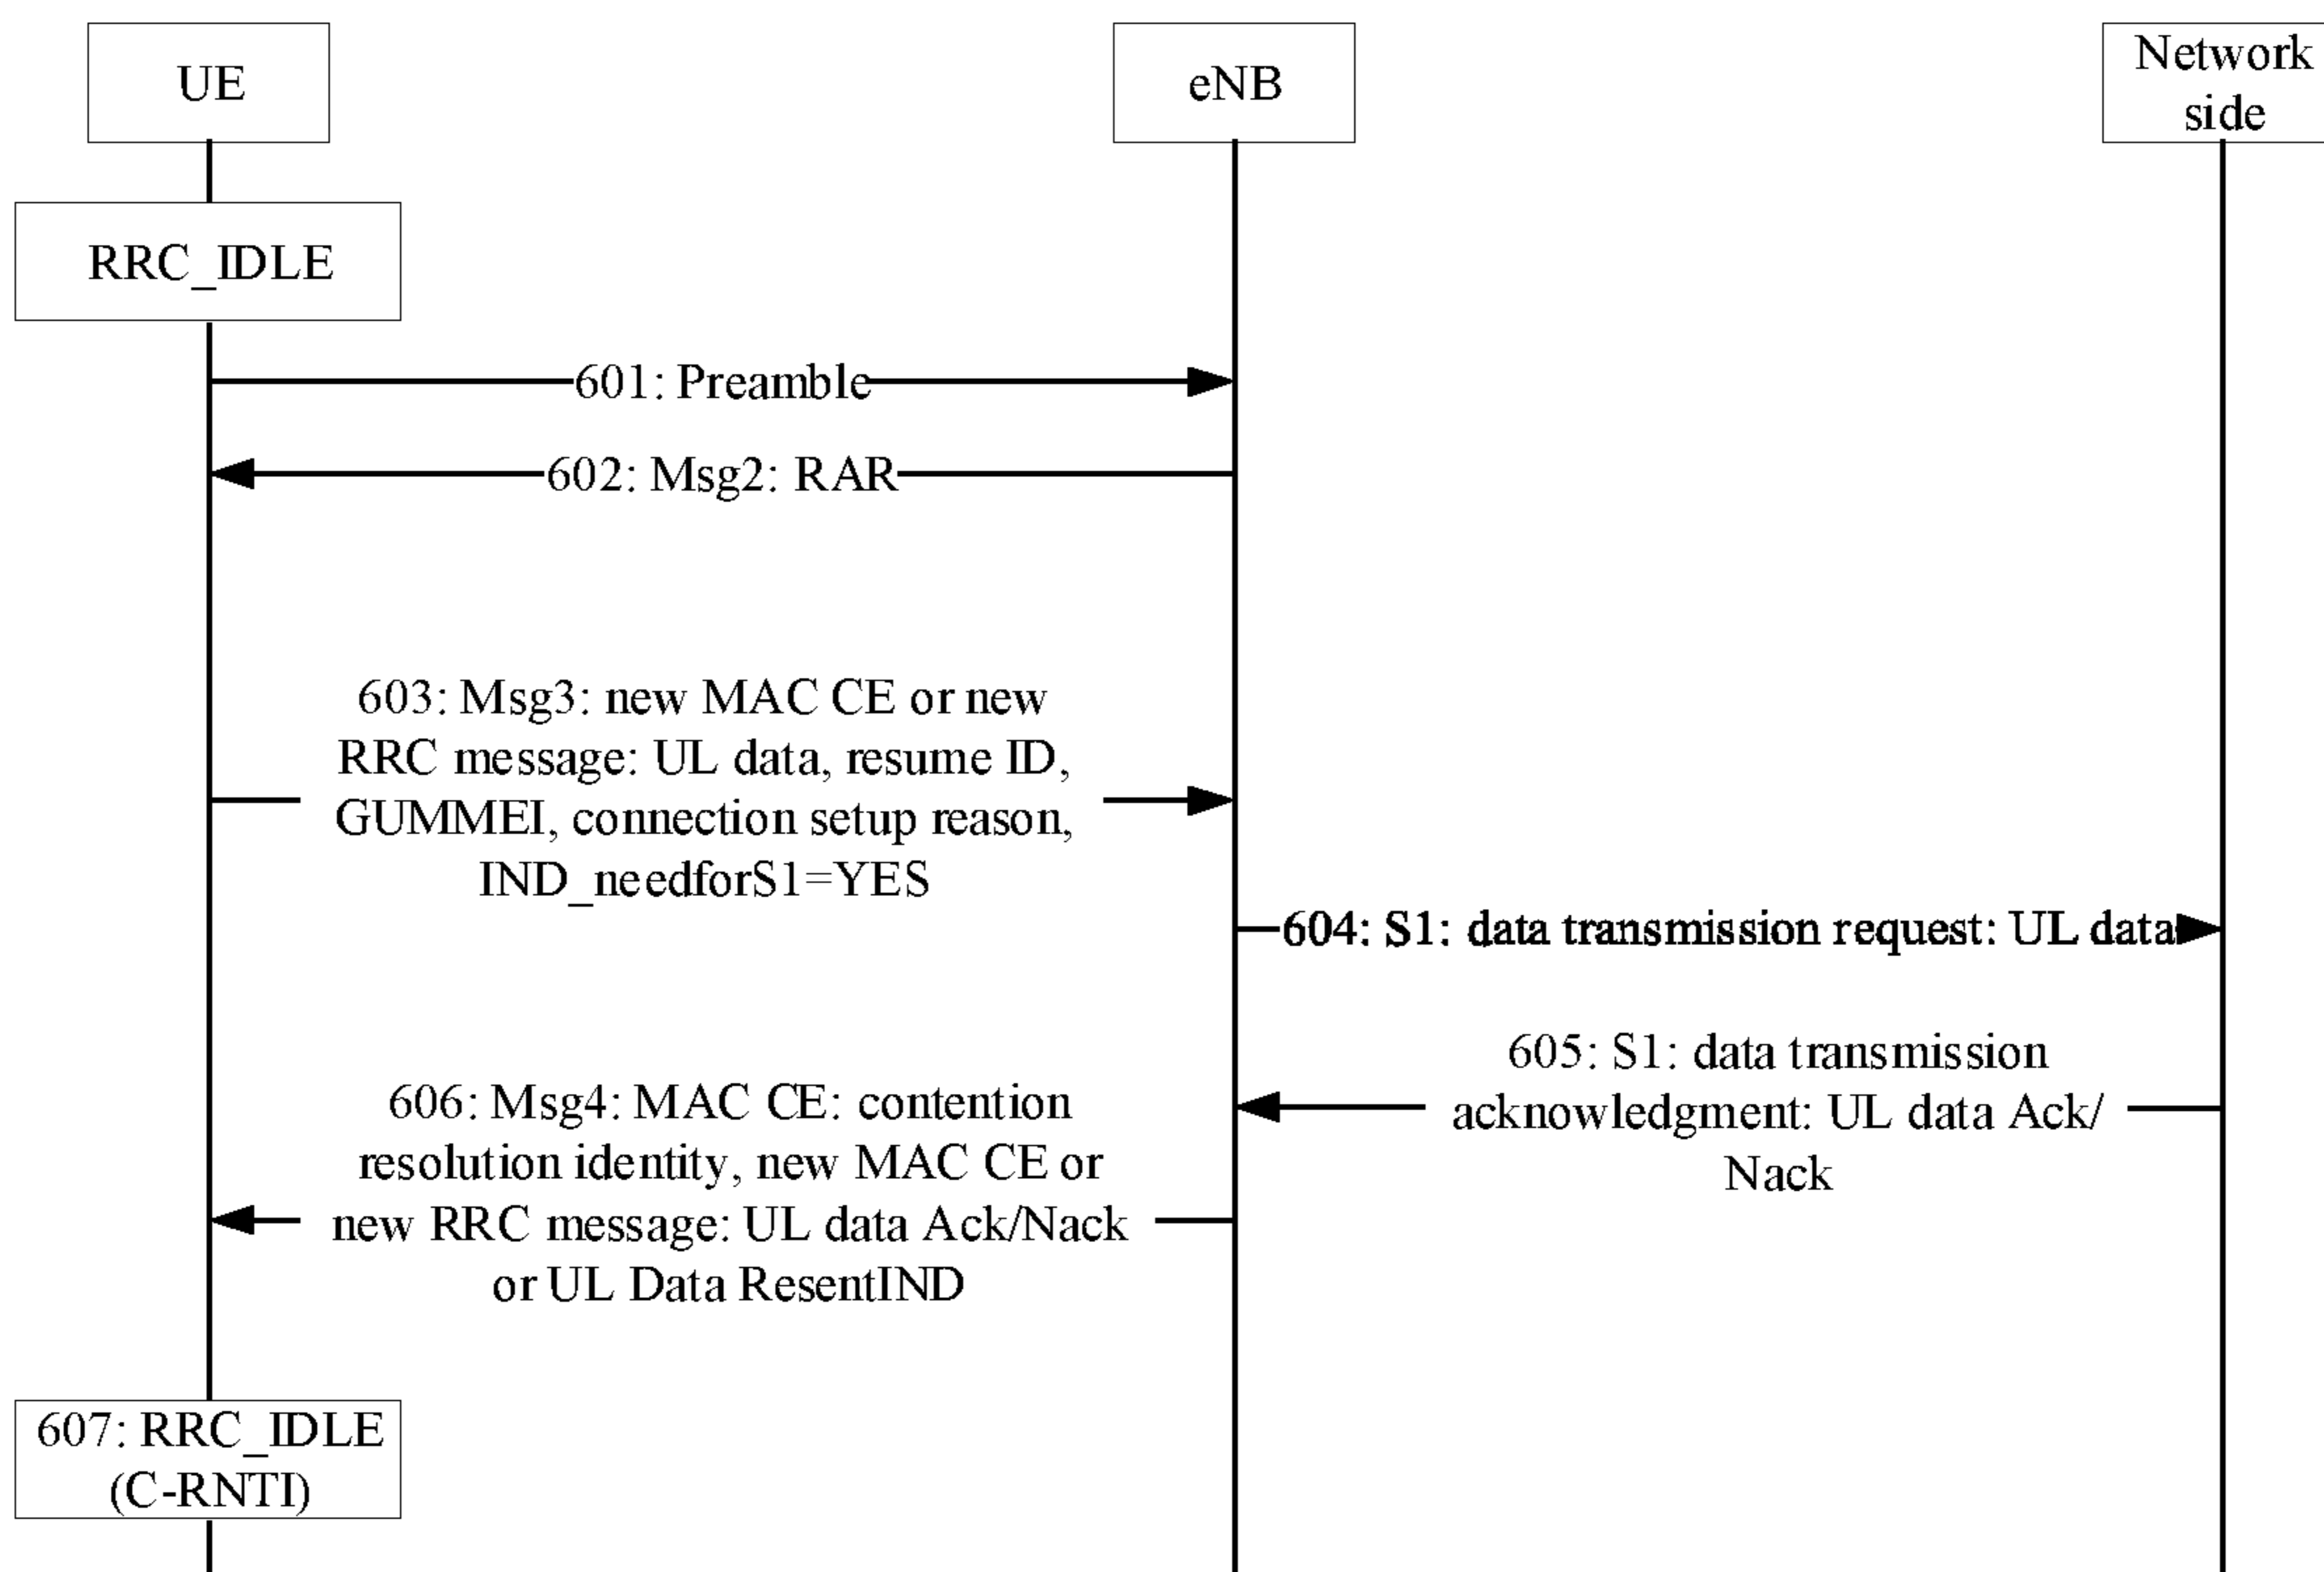 UE
eNB
Network
side
RRC_IDLE
601: Preamble
602: Msg2: RAR
603: Msg3: new MAC CE or new
RRC message: UL data, resume ID,
GUMMEI, connection setup reason,
IND_needforS1=YES
604: S1: data transmission request: UL data
605: S1: data transmission
acknowledgment: UL data Ack/
Nack
606: Msg4: MAC CE: contention
resolution identity, new MAC CE or
new RRC message: UL data Ack/Nack
or UL Data ResentIND
607: RRC_IDLE
(C-RNTI)